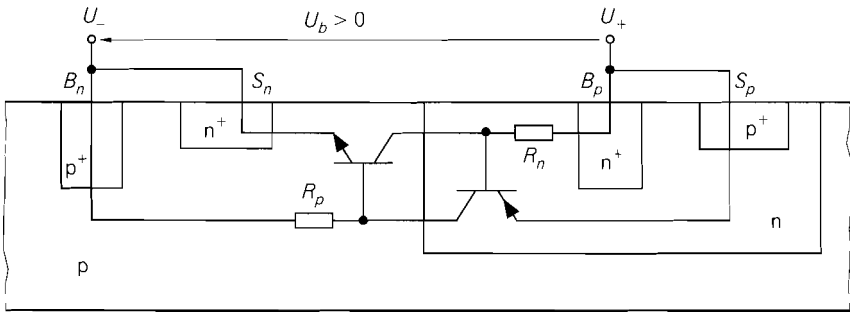 U₋ U_b > 0 U₊
B_n S_n B_p S_p
n⁺ p⁺
p⁺ R_n n⁺
R_p n
p